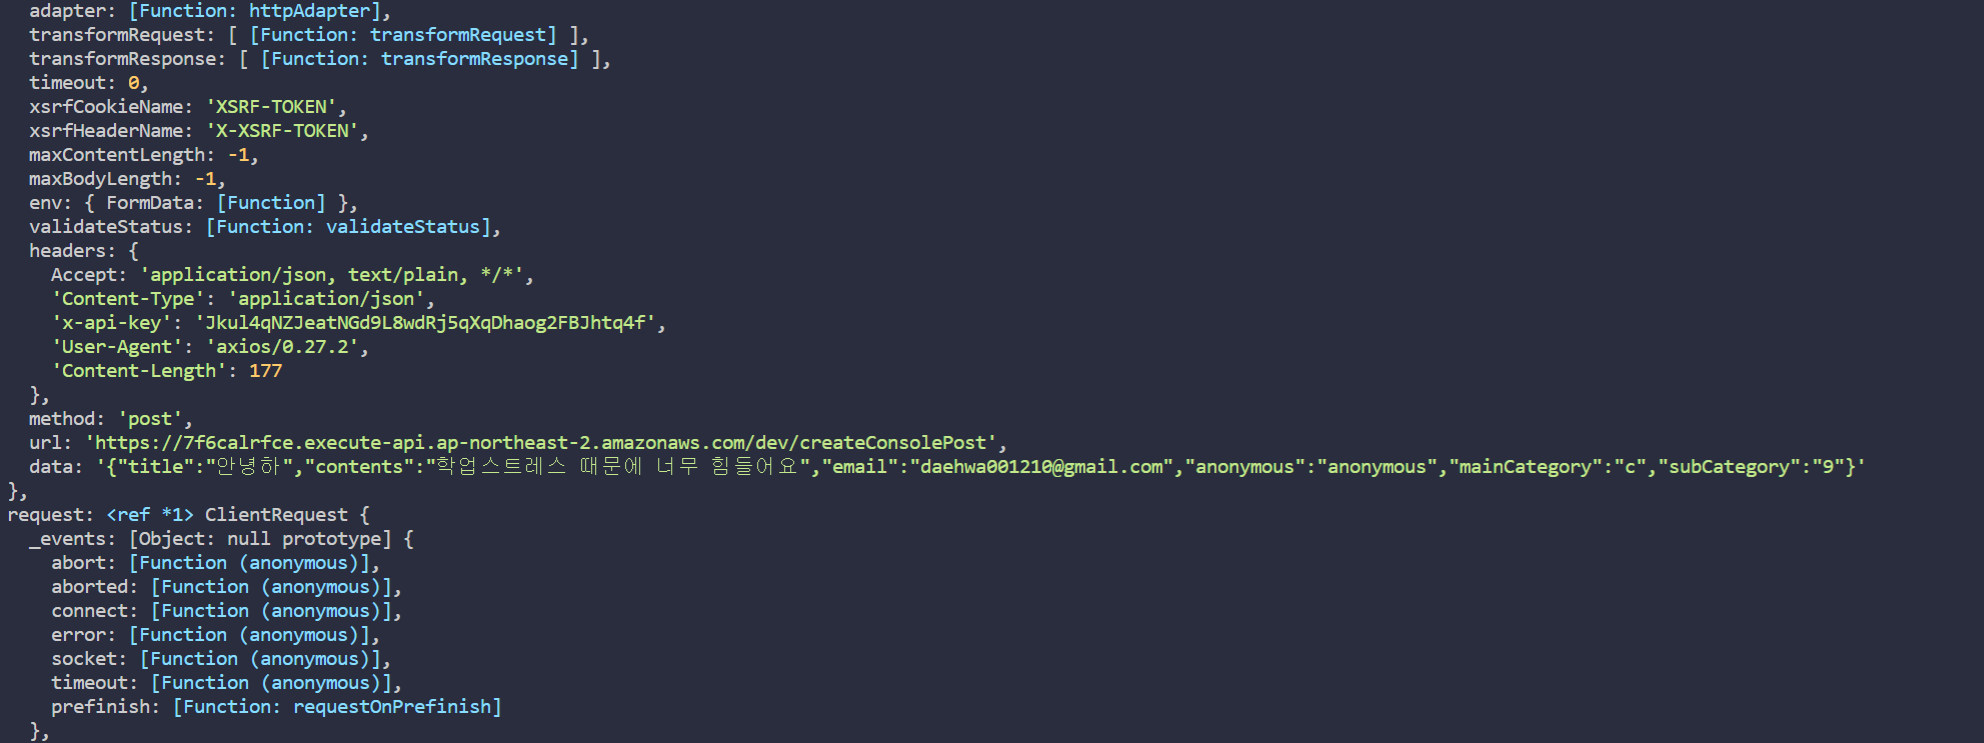 adapter: [Function: httpAdapter],
transformRequest: [ [Function: transformRequest] ],
transformResponse: [ [Function: transformResponse] ],
timeout: 0,
xsrfCookieName: 'XSRF-TOKEN',
xsrfHeaderName: 'X-XSRF-TOKEN',
maxContentLength: -1,
maxBodyLength: -1,
env: { FormData: [Function] },
validateStatus: [Function: validateStatus],
headers: {
Accept: 'application/json, text/plain, */*',
'Content-Type': 'application/json',
'x-api-key': 'Jkul4qNZJeatNGd9L8wdRj5qXqDhaog2FBJhtq4f',
'User-Agent': 'axios/0.27.2',
'Content-Length': 177
},
method: 'post',
url: 'https://7f6calrfce.execute-api.ap-northeast-2.amazonaws.com/dev/createConsolePost',
data: '{"title":"안녕하","contents":"학업스트레스 때문에 너무 힘들어요","email":"daehwa001210@gmail.com","anonymous":"anonymous","mainCategory":"c","subCategory":"9"}'
},
request: <ref *1> ClientRequest {
_events: [Object: null prototype] {
abort: [Function (anonymous)],
aborted: [Function (anonymous)],
connect: [Function (anonymous)],
error: [Function (anonymous)],
socket: [Function (anonymous)],
timeout: [Function (anonymous)],
prefinish: [Function: requestOnPrefinish]
},